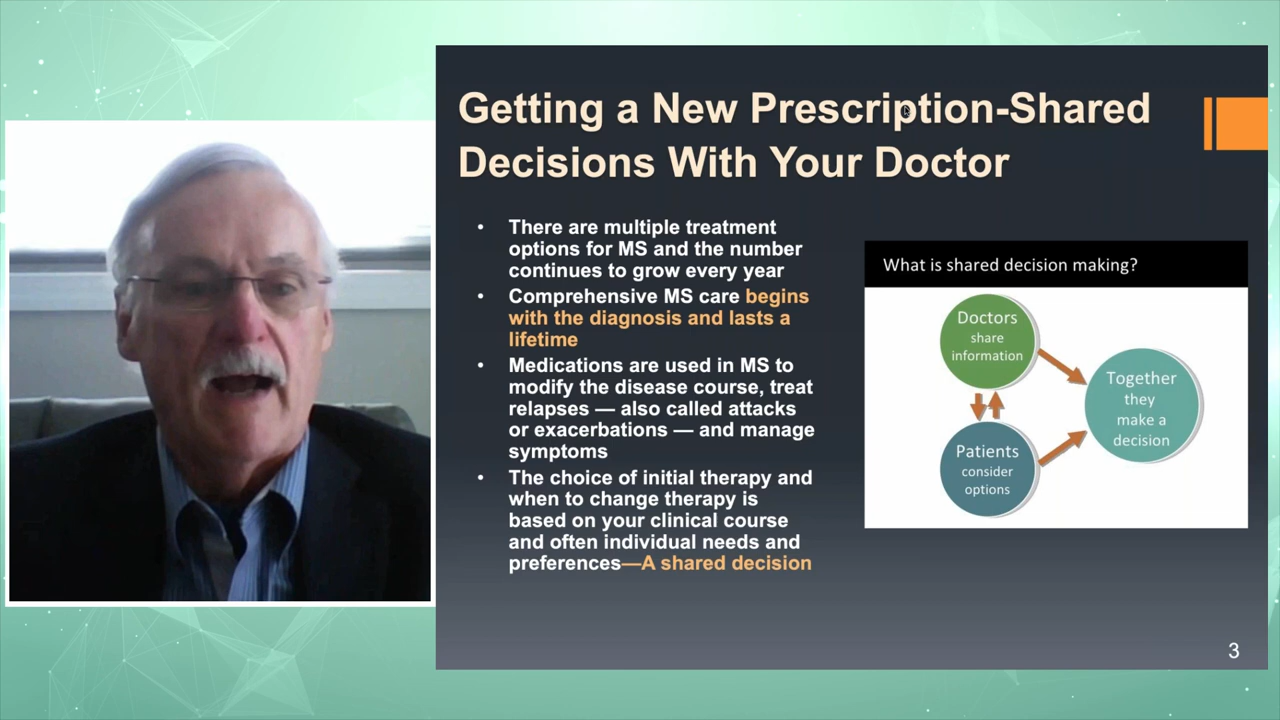 Getting a New Prescription-Shared
Decisions With Your Doctor
• There are multiple treatment
options for MS and the number
continues to grow every year
• Comprehensive MS care begins
with the diagnosis and lasts a
lifetime
• Medications are used in MS to
modify the disease course, treat
relapses — also called attacks
or exacerbations — and manage
symptoms
• The choice of initial therapy and
when to change therapy is
based on your clinical course
and often individual needs and
preferences—A shared decision
What is shared decision making?
Doctors
share
information
Patients
consider
options
Together
they
make a
decision
3